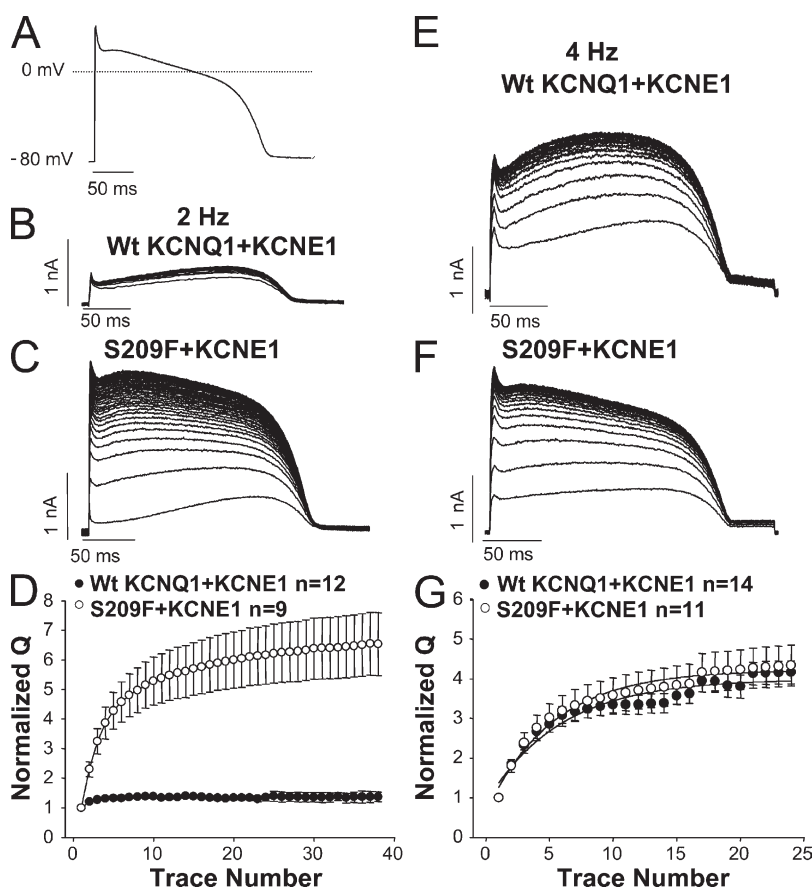 A
0 mV
-80 mV
50 ms
B
2 Hz
Wt KCNQ1+KCNE1
1 nA
50 ms
C
S209F+KCNE1
1 nA
50 ms
D
Wt KCNQ1+KCNE1 n=12
S209F+KCNE1 n=9
Normalized Q
8
7
6
5
4
3
2
1
0
0
10
20
30
40
Trace Number
E
4 Hz
Wt KCNQ1+KCNE1
1 nA
50 ms
F
S209F+KCNE1
1 nA
50 ms
G
Wt KCNQ1+KCNE1 n=14
S209F+KCNE1 n=11
Normalized Q
6
5
4
3
2
1
0
0
5
10
15
20
25
Trace Number